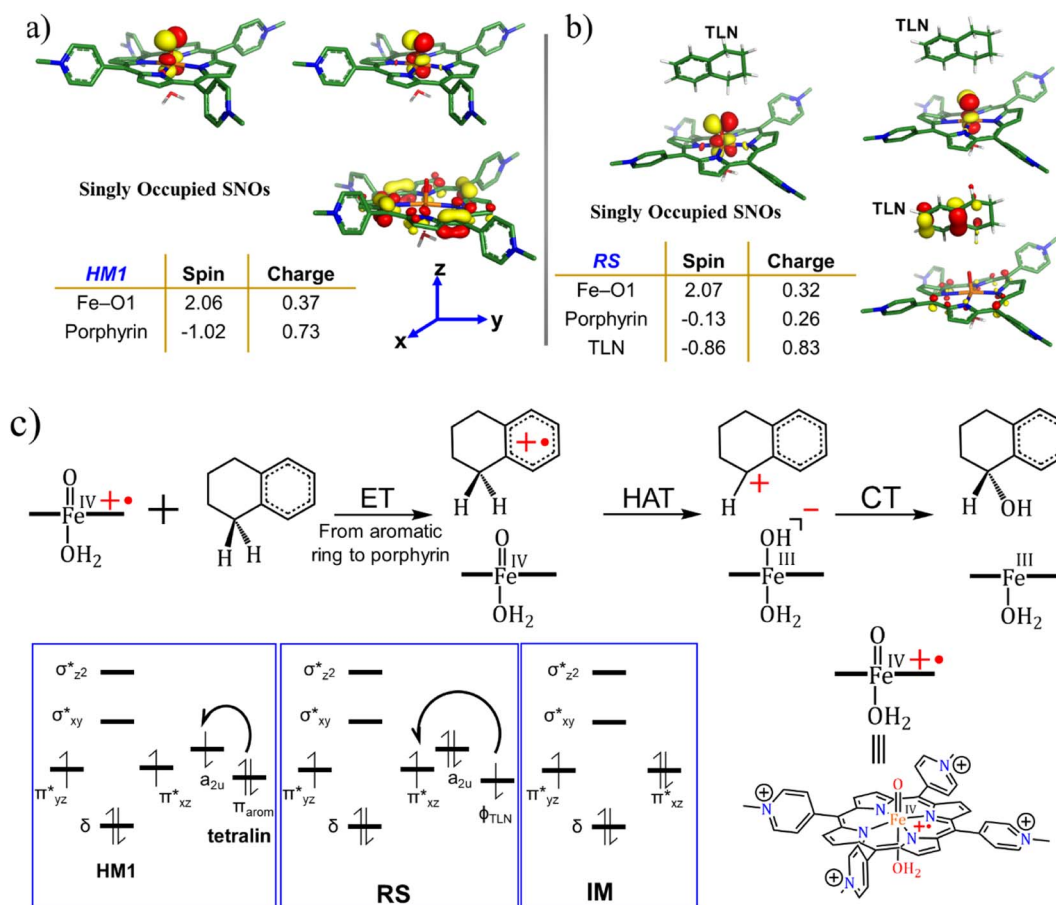 a)
Singly Occupied SNOs
HM1 Spin Charge
Fe–O1 2.06 0.37
Porphyrin -1.02 0.73
z
y
x
b)
TLN
TLN
Singly Occupied SNOs
TLN
RS Spin Charge
Fe–O1 2.07 0.32
Porphyrin -0.13 0.26
TLN -0.86 0.83
c)
O
Fe IV +•
OH2
+
H H
ET
From aromatic
ring to porphyrin
+•
H H
O
Fe IV
OH2
HAT
+
H
OH −
Fe III
OH2
CT
H OH
Fe III
OH2
σ*z2
σ*xy
π*yz
π*xz
a2u
πarom
tetralin
δ
HM1
σ*z2
σ*xy
π*yz
π*xz
a2u
ϕTLN
δ
RS
σ*z2
σ*xy
π*yz
π*xz
δ
IM
O
Fe IV +•
OH2
N +
N +
O
N N
Fe IV
+•
N N
OH2
N +
N +